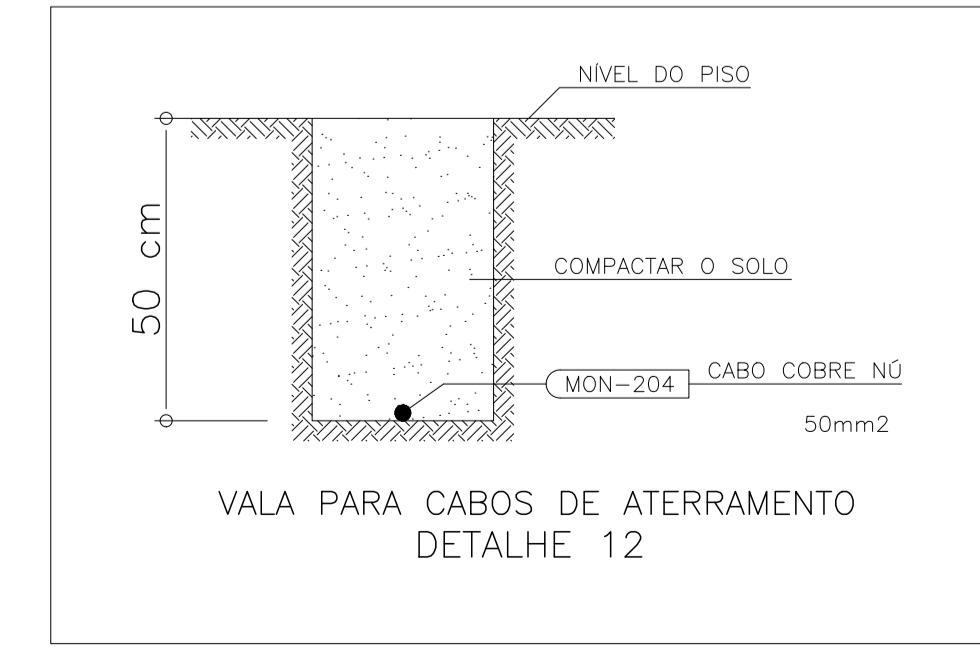 NÍVEL DO PISO
50 cm
COMPACTAR O SOLO
MON-204 CABO COBRE NÚ
50mm2
VALA PARA CABOS DE ATERRAMENTO
DETALHE 12